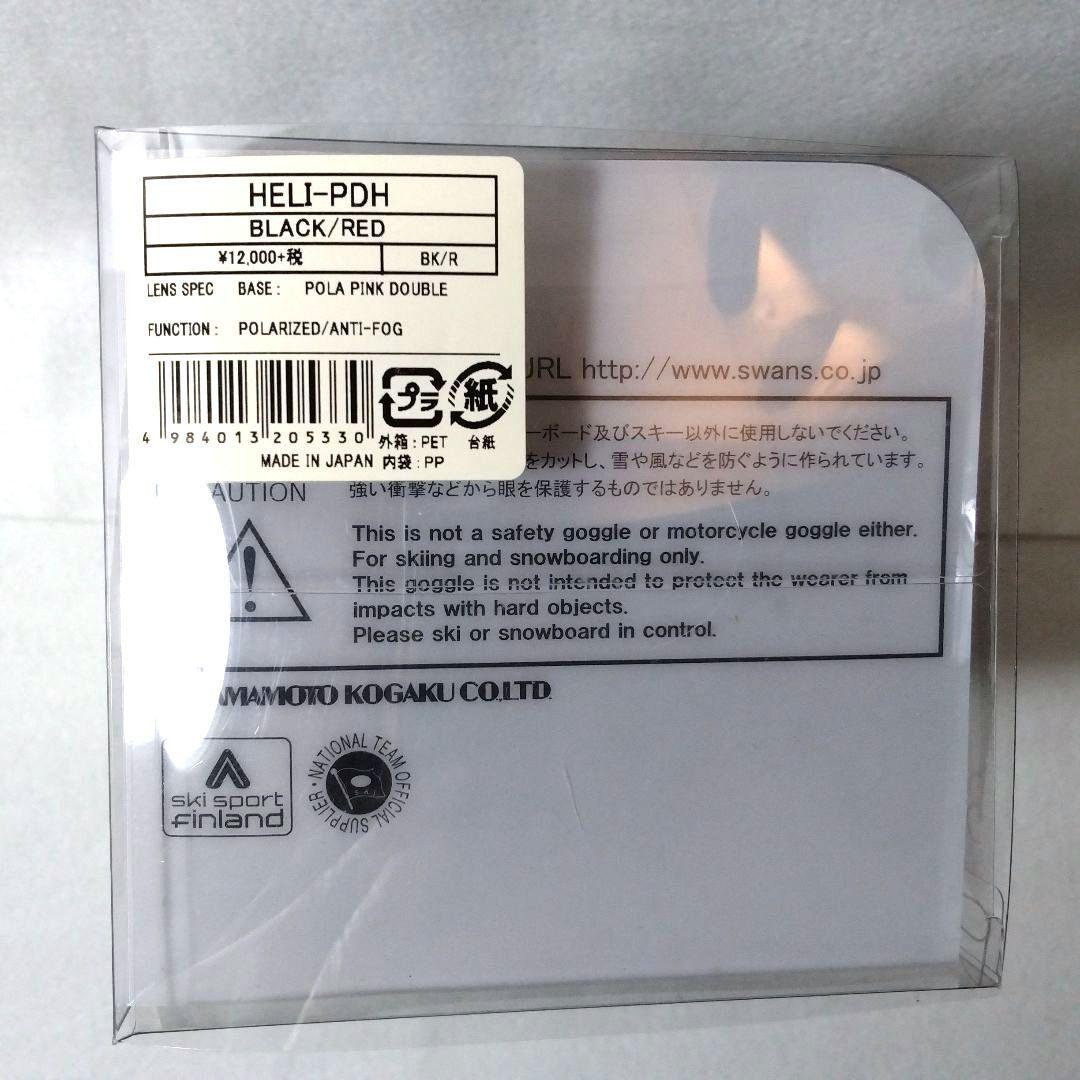 HELI-PDH
BLACK/RED
¥12,000+税 BK/R
LENS SPEC BASE : POLA PINK DOUBLE
FUNCTION : POLARIZED/ANTI-FOG
4 984013 205330
プラ 紙
外箱 : PET 台紙
MADE IN JAPAN 内袋 : PP
URL http://www.swans.co.jp
ーボード及びスキー以外に使用しないでください。
をカットし、雪や風などを防ぐように作られています。
AUTION 強い衝撃などから眼を保護するものではありません。
This is not a safety goggle or motorcycle goggle either.
For skiing and snowboarding only.
This goggle is not intended to protect the wearer from
impacts with hard objects.
Please ski or snowboard in control.
AMAMOTO KOGAKU CO.,LTD.
ski sport
finland
NATIONAL TEAM OFFICIAL SUPPLIER
S.A.J